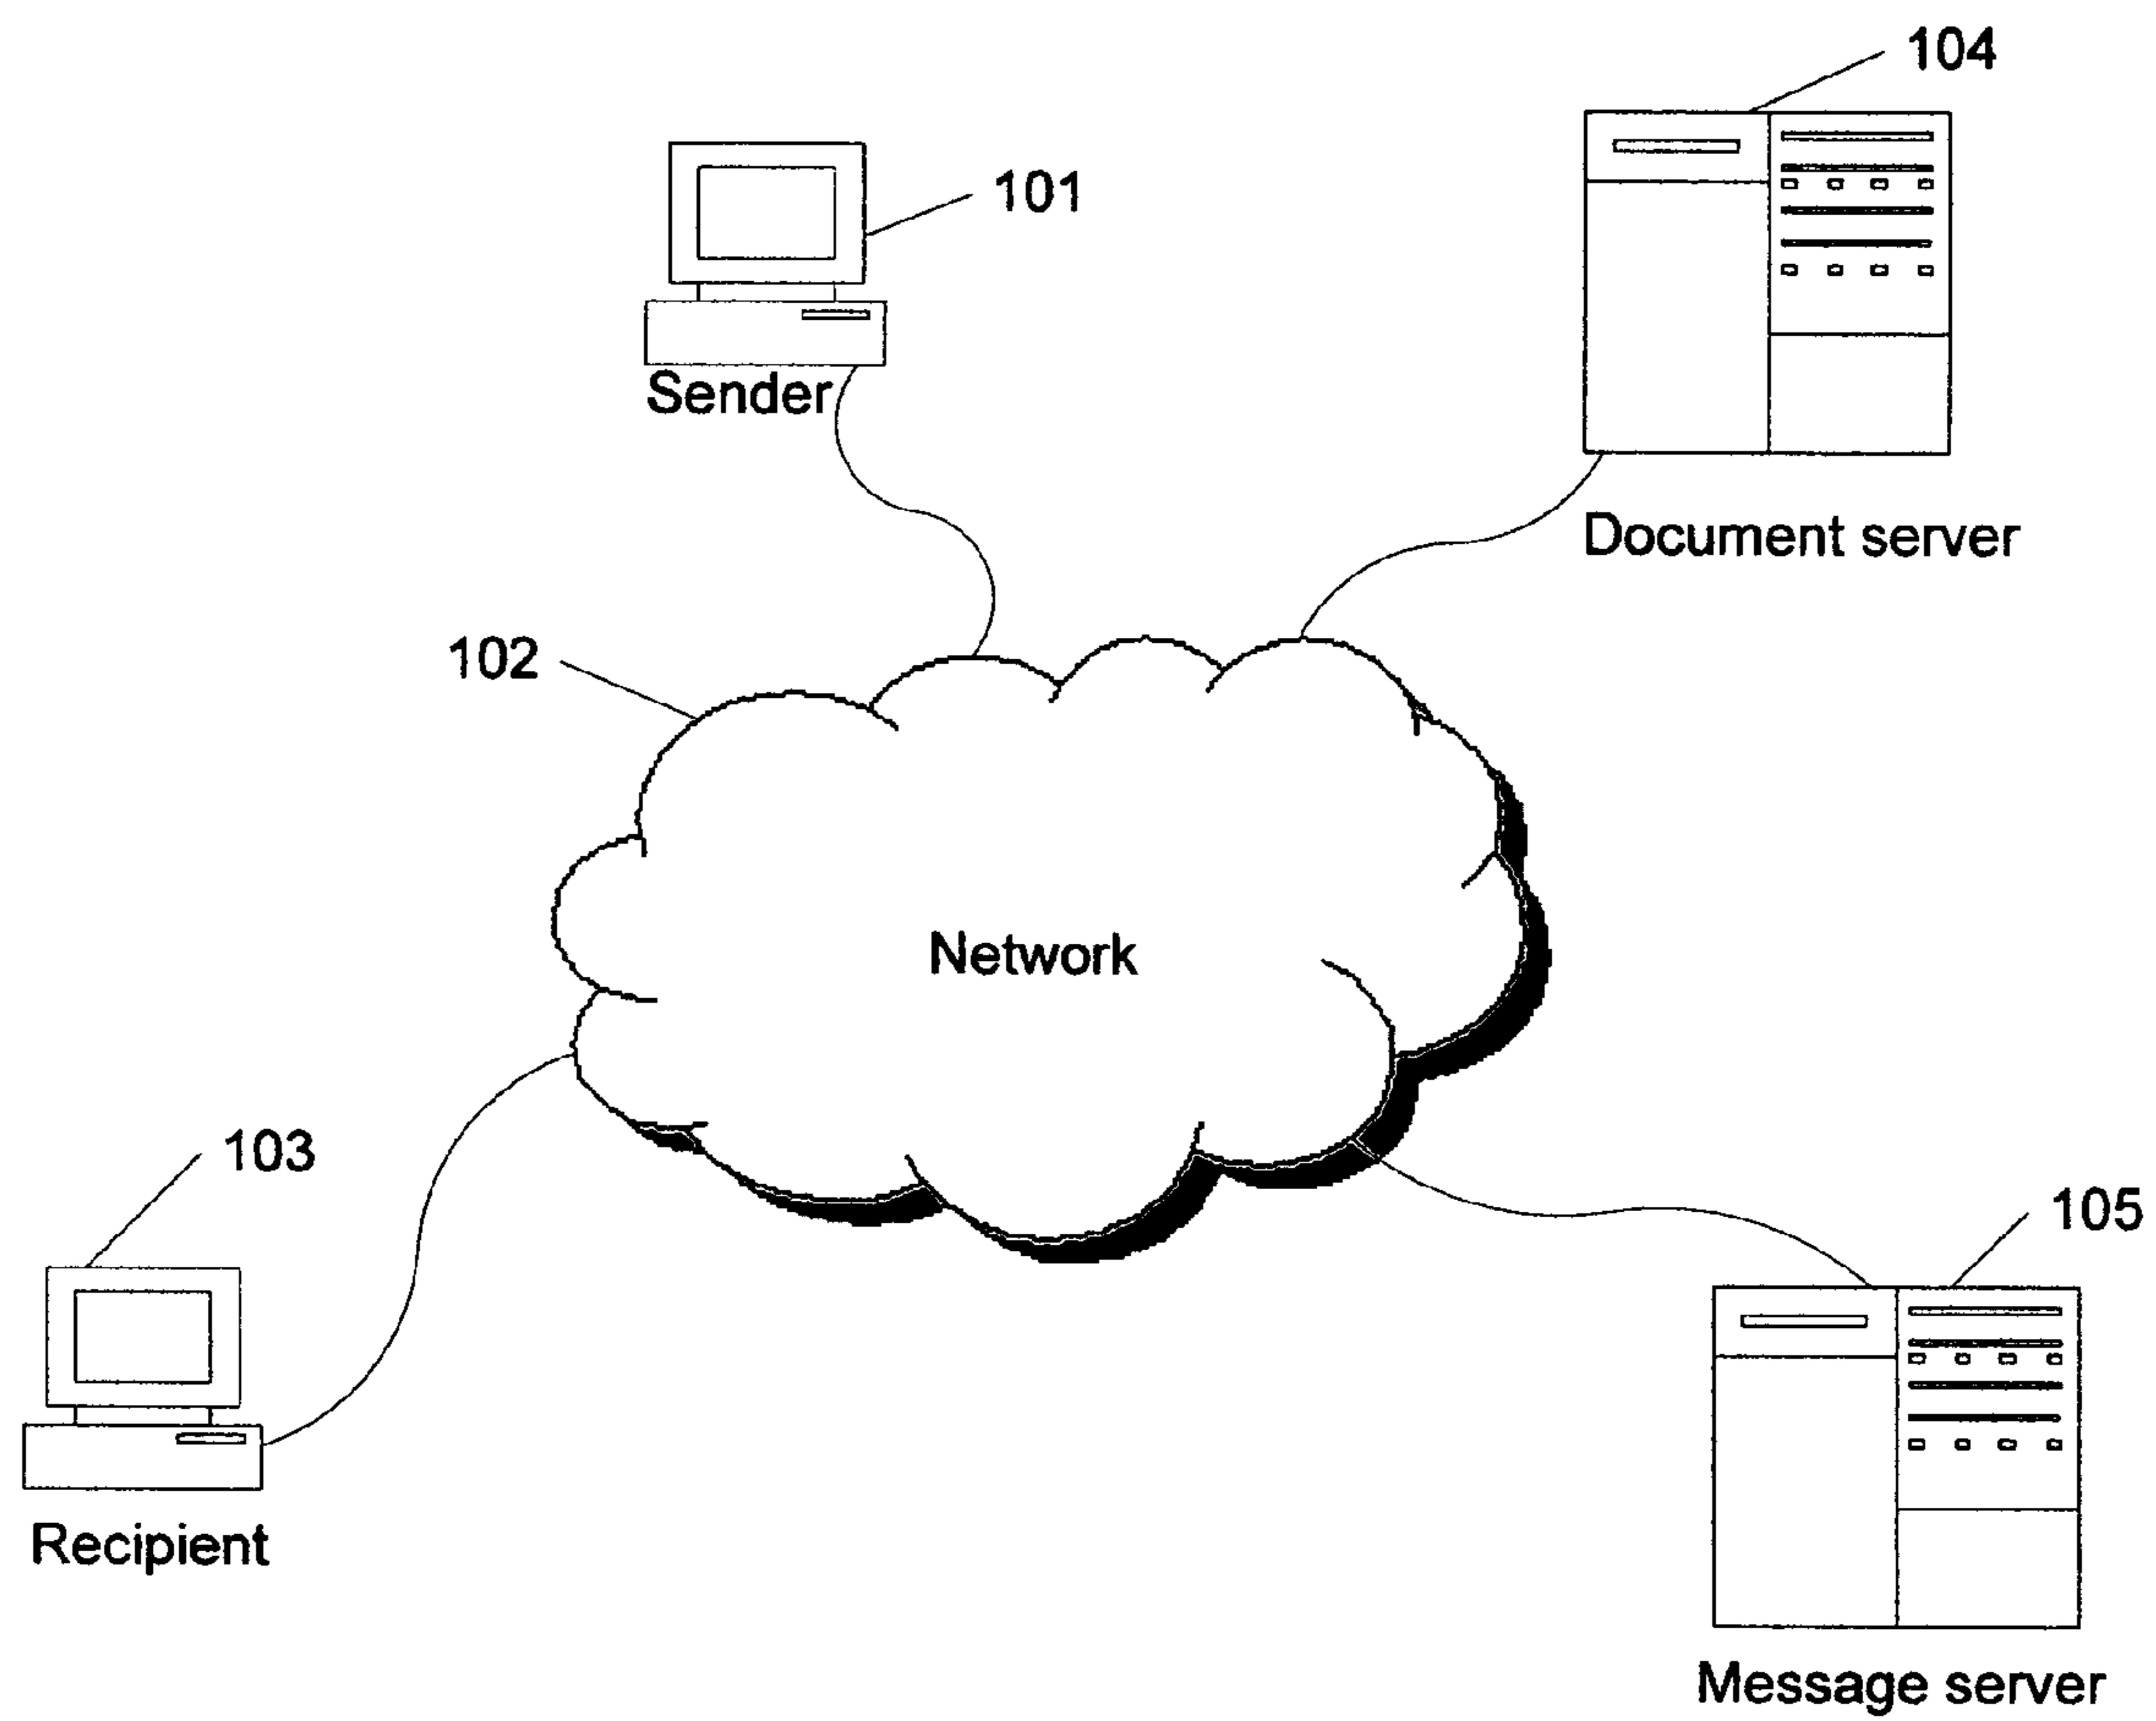 104
101
Sender
Document server
102
Network
103
105
Recipient
Message server